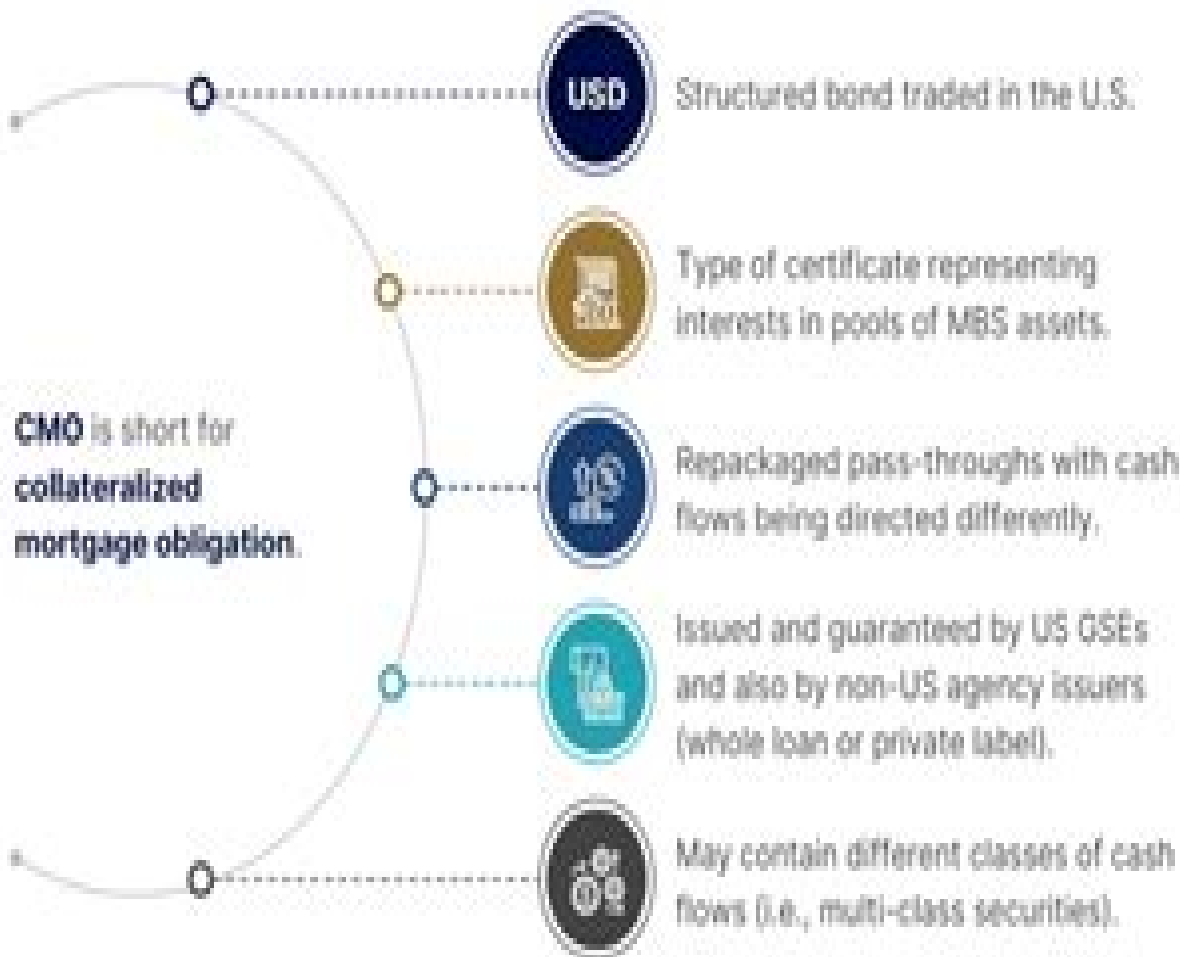 USD
Structured bond traded in the U.S.
Type of certificate representing
interests in pools of MBS assets.
CMO is short for
collateralized
mortgage obligation.
Repackaged pass-throughs with cash
flows being directed differently.
Issued and guaranteed by US GSEs
and also by non-US agency issuers
(whole loan or private label).
May contain different classes of cash
flows (i.e., multi-class securities).